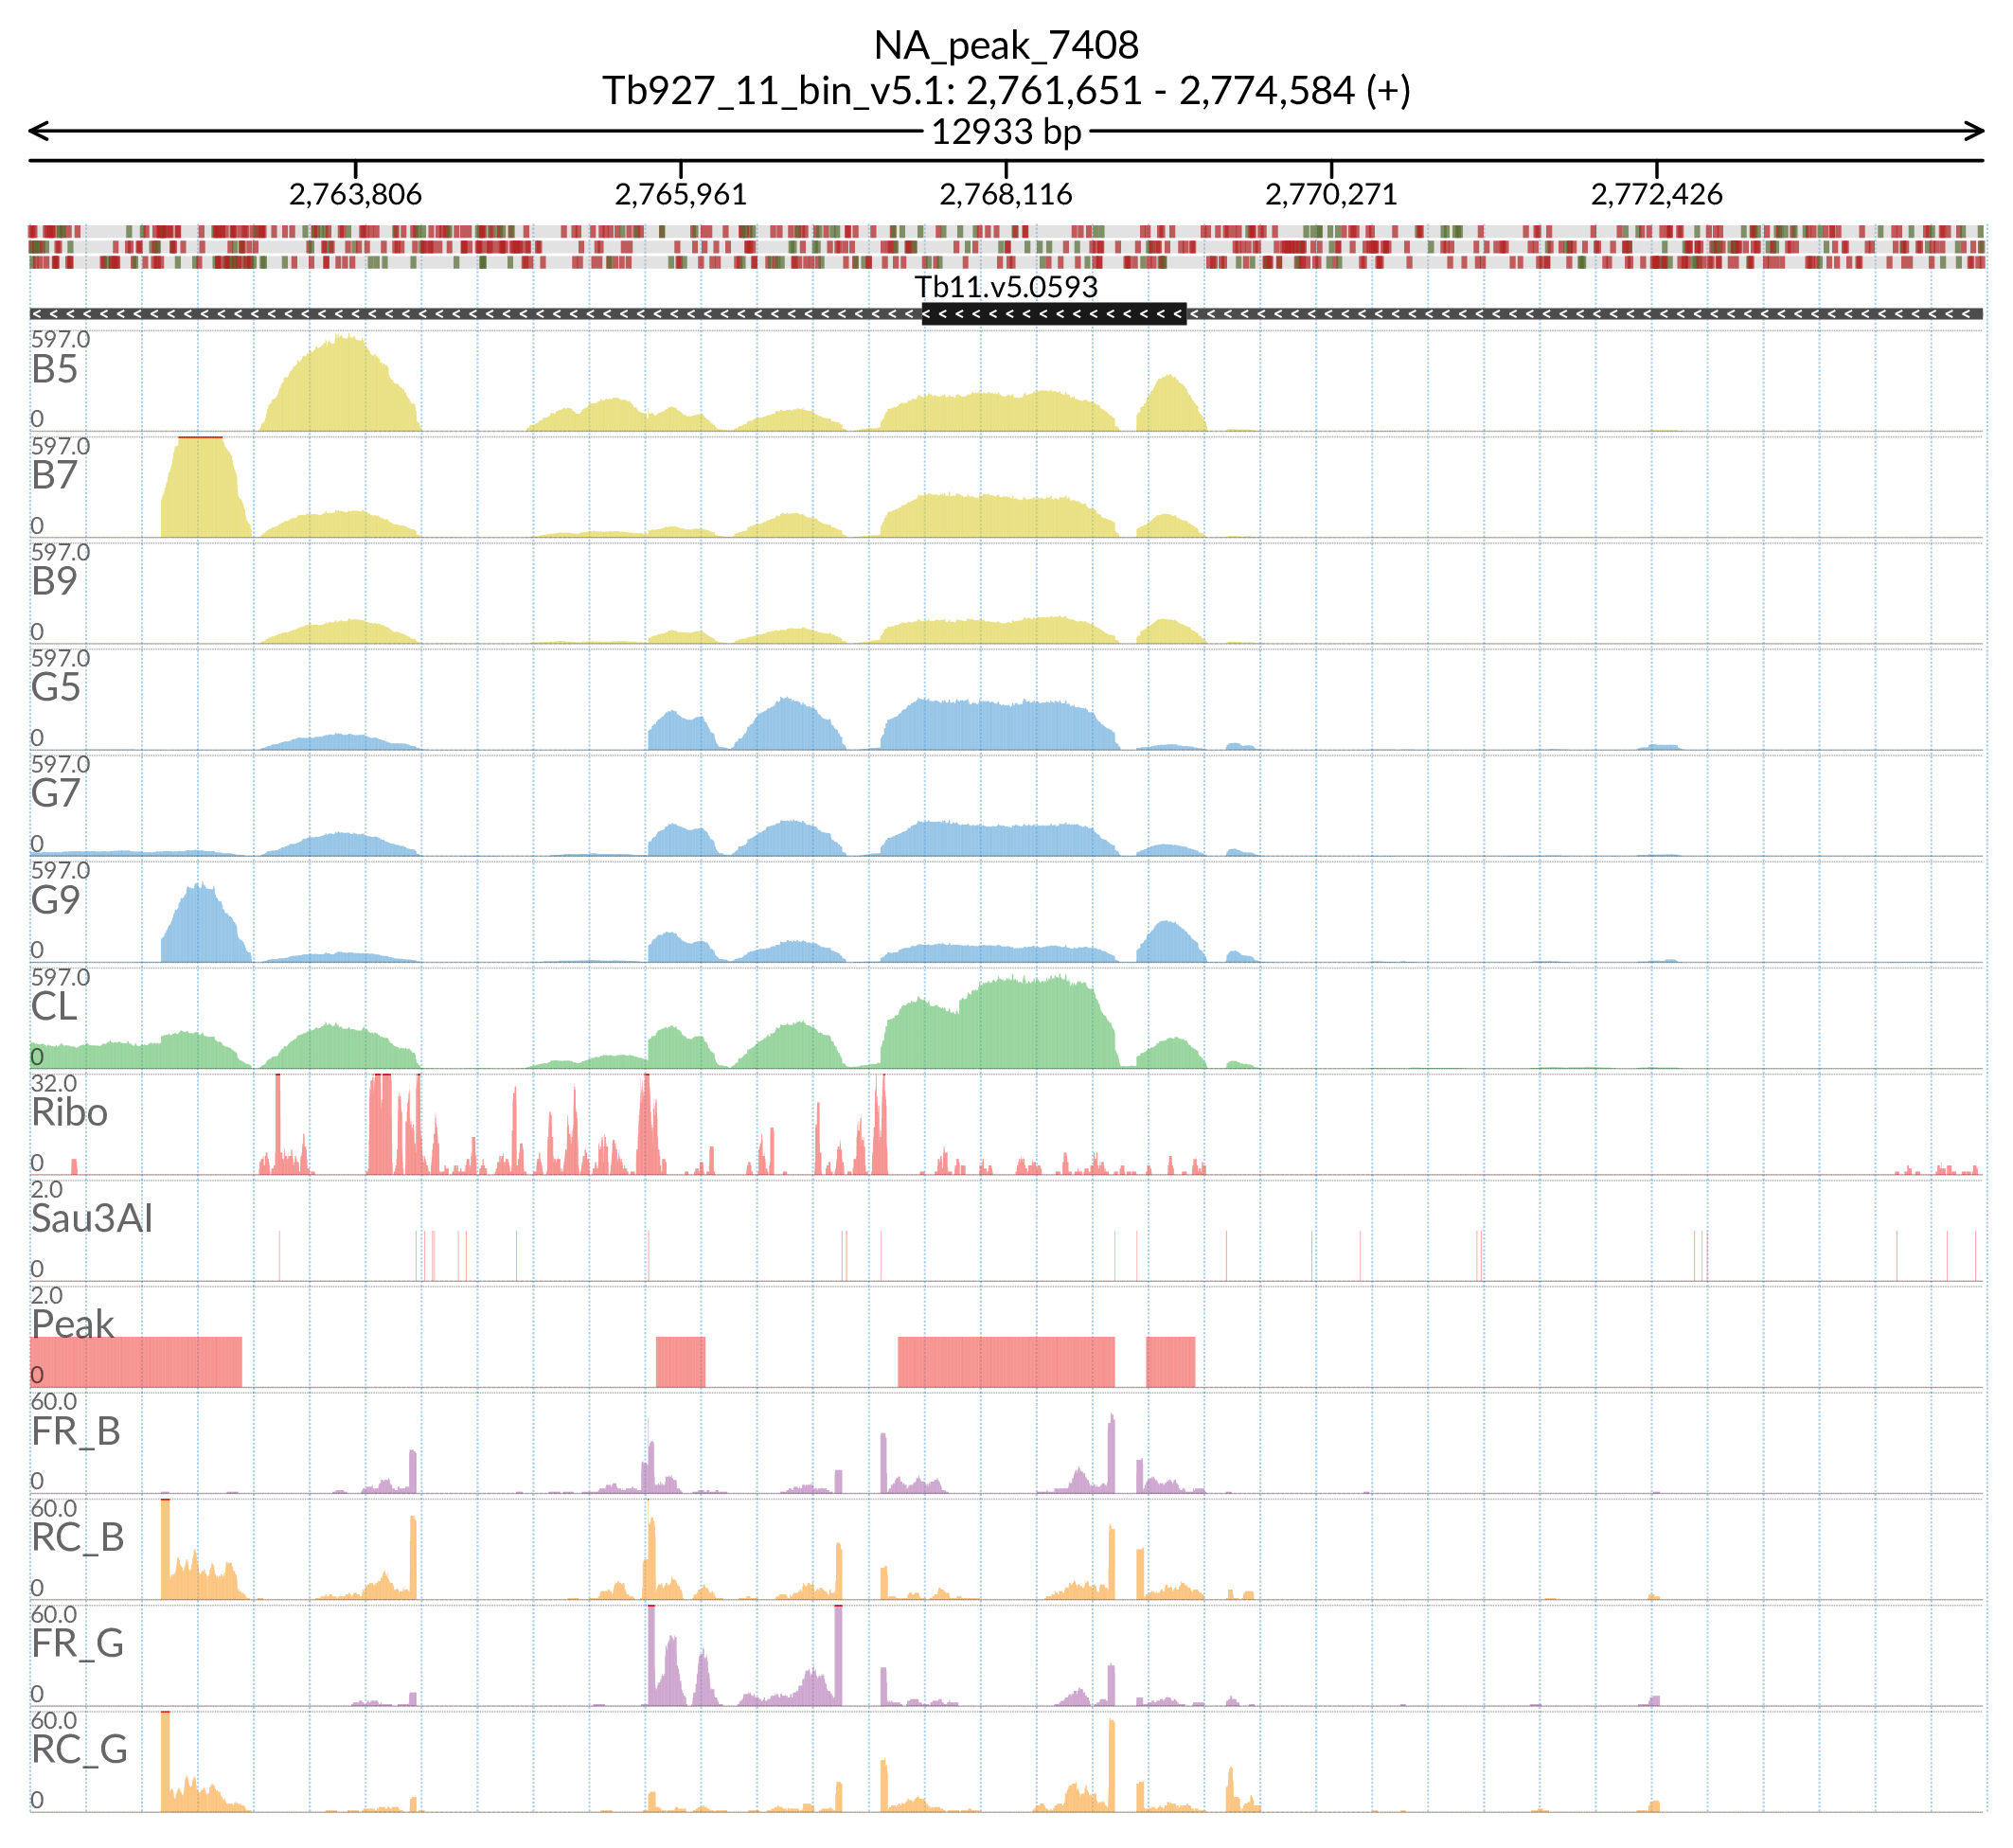 NA_peak_7408
Tb927_11_bin_v5.1: 2,761,651 - 2,774,584 (+)
12933 bp
2,763,806 2,765,961 2,768,116 2,770,271 2,772,426
Tb11.v5.0593
597.0
B5
0
597.0
B7
0
597.0
B9
0
597.0
G5
0
597.0
G7
0
597.0
G9
0
597.0
CL
0
32.0
Ribo
0
2.0
Sau3AI
0
2.0
Peak
0
60.0
FR_B
0
60.0
RC_B
0
60.0
FR_G
0
60.0
RC_G
0